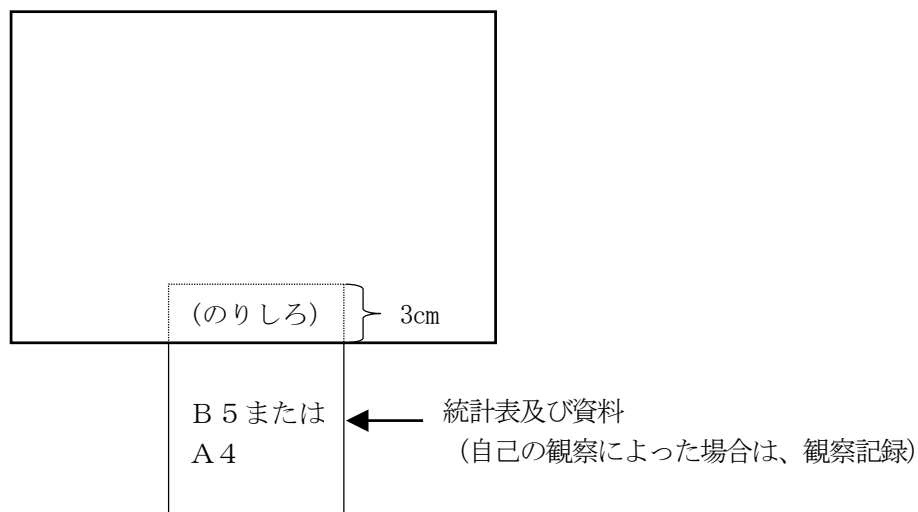 (のりしろ)
3cm
Ｂ５または
Ａ４
統計表及び資料
（自己の観察によった場合は、観察記録）